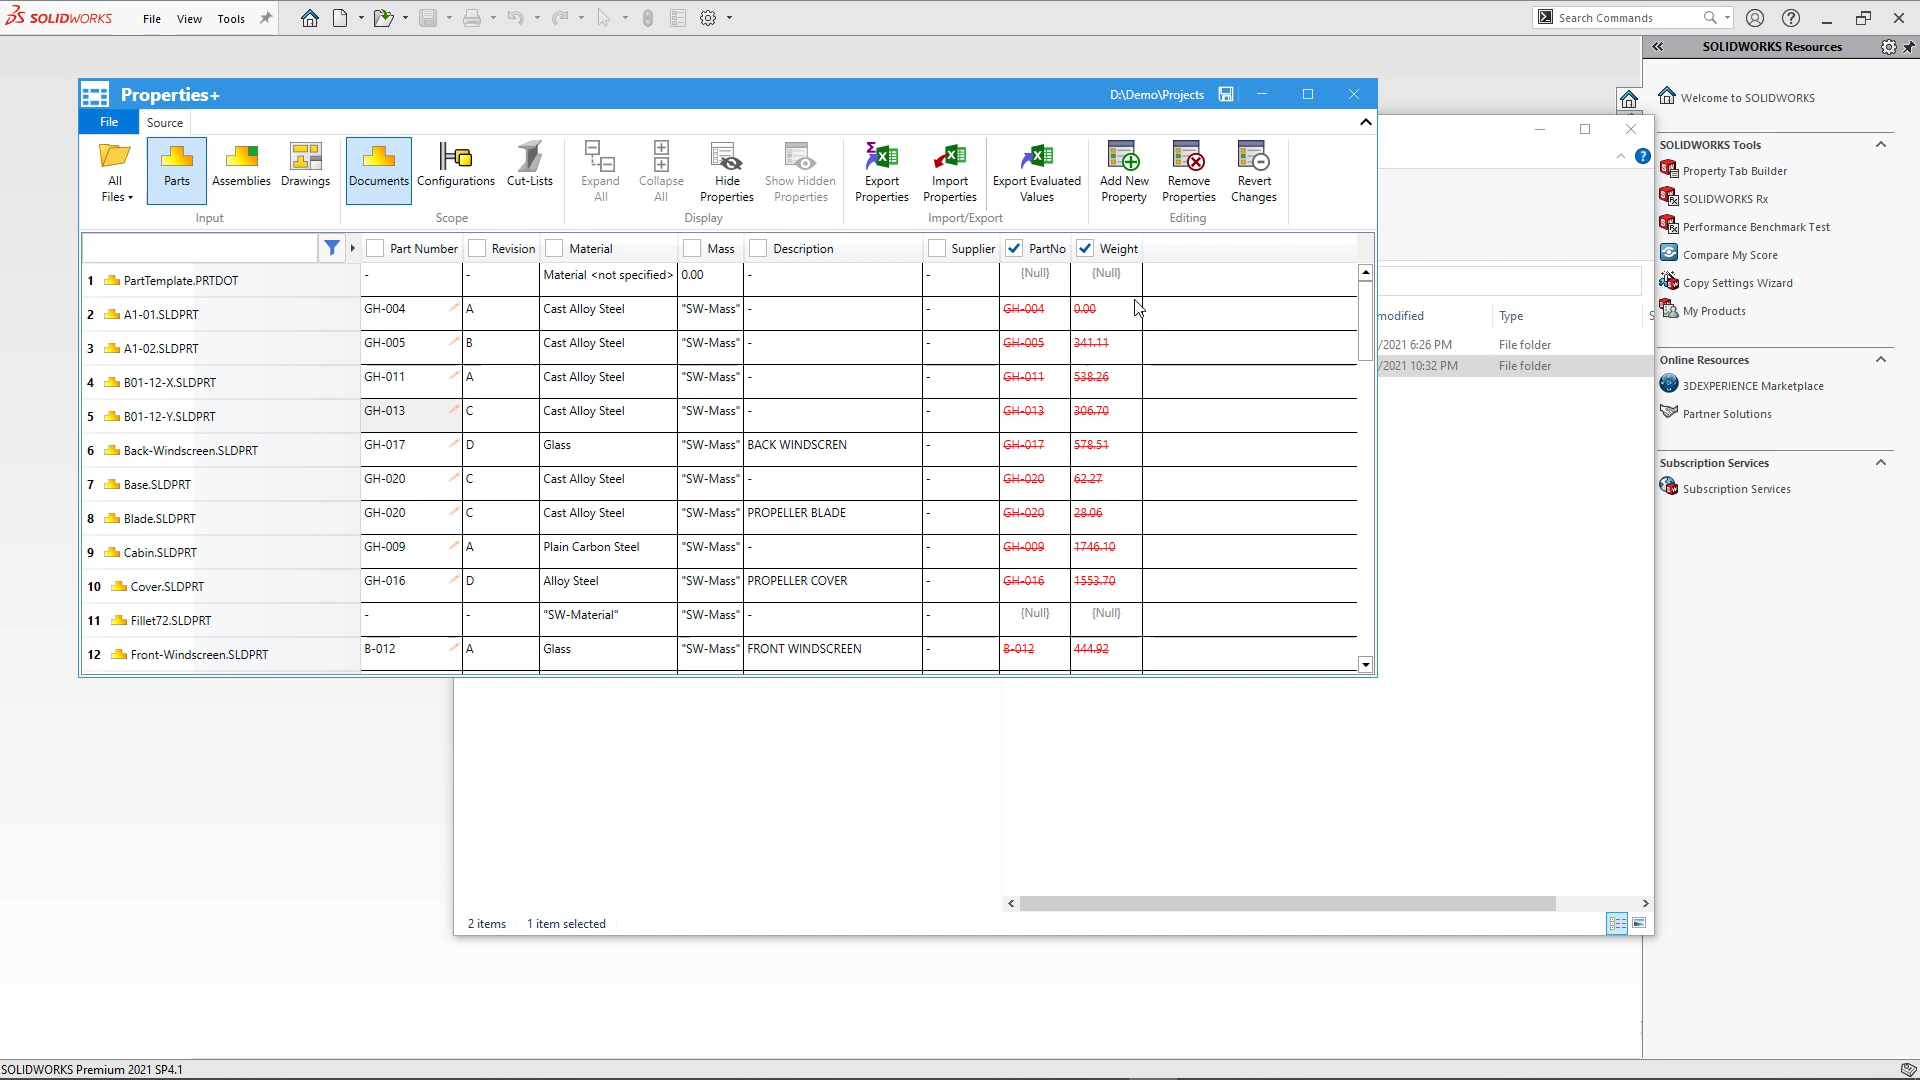 SOLIDWORKS File View Tools Search Commands
SOLIDWORKS Resources
Properties+ D:\Demo\Projects
File Source
All Files Parts Assemblies Drawings Documents Configurations Cut-Lists Expand All Collapse All Hide Properties Show Hidden Properties Export Properties Import Properties Export Evaluated Values Add New Property Remove Properties Revert Changes
Input Scope Display Import/Export Editing
Part Number Revision Material Mass Description Supplier PartNo Weight
1 PartTemplate.PRTDOT - - Material <not specified> 0.00 - - {Null} {Null}
2 A1-01.SLDPRT GH-004 A Cast Alloy Steel "SW-Mass" - - GH-004 0.00
3 A1-02.SLDPRT GH-005 B Cast Alloy Steel "SW-Mass" - - GH-005 341.11
4 B01-12-X.SLDPRT GH-011 A Cast Alloy Steel "SW-Mass" - - GH-011 538.26
5 B01-12-Y.SLDPRT GH-013 C Cast Alloy Steel "SW-Mass" - - GH-013 306.70
6 Back-Windscreen.SLDPRT GH-017 D Glass "SW-Mass" BACK WINDSCREN - GH-017 578.51
7 Base.SLDPRT GH-020 C Cast Alloy Steel "SW-Mass" - - GH-020 62.27
8 Blade.SLDPRT GH-020 C Cast Alloy Steel "SW-Mass" PROPELLER BLADE - GH-020 28.06
9 Cabin.SLDPRT GH-009 A Plain Carbon Steel "SW-Mass" - - GH-009 1746.10
10 Cover.SLDPRT GH-016 D Alloy Steel "SW-Mass" PROPELLER COVER - GH-016 1553.70
11 Fillet72.SLDPRT - - "SW-Material" "SW-Mass" - - {Null} {Null}
12 Front-Windscreen.SLDPRT B-012 A Glass "SW-Mass" FRONT WINDSCREEN - B-012 444.92
modified Type S
/2021 6:26 PM File folder
/2021 10:32 PM File folder
2 items 1 item selected
Welcome to SOLIDWORKS
SOLIDWORKS Tools
Property Tab Builder
SOLIDWORKS Rx
Performance Benchmark Test
Compare My Score
Copy Settings Wizard
My Products
Online Resources
3DEXPERIENCE Marketplace
Partner Solutions
Subscription Services
Subscription Services
SOLIDWORKS Premium 2021 SP4.1